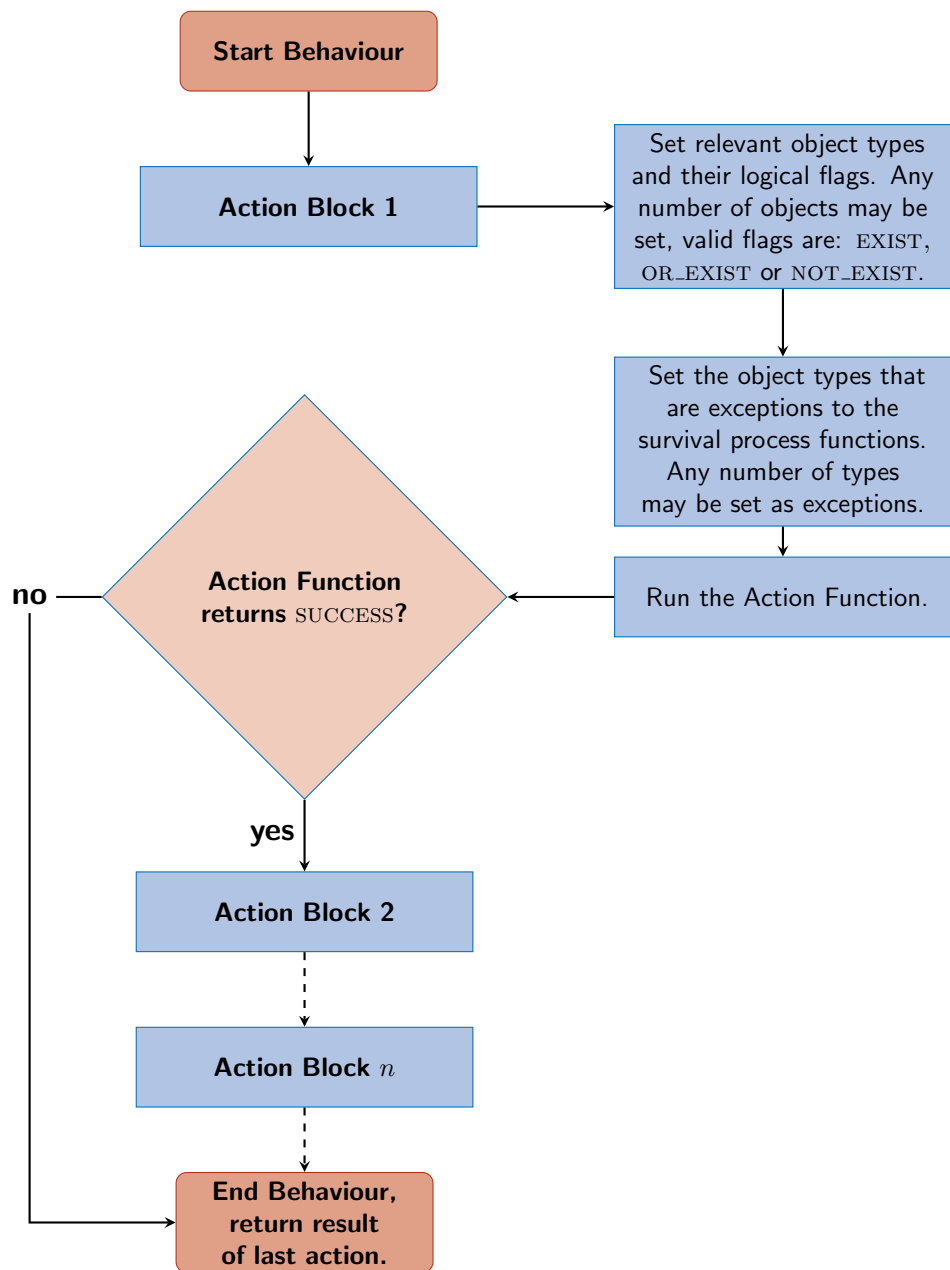 Start Behaviour
Action Block 1
Set relevant object types
and their logical flags. Any
number of objects may be
set, valid flags are: EXIST,
OR_EXIST or NOT_EXIST.
Set the object types that
are exceptions to the
survival process functions.
Any number of types
may be set as exceptions.
Run the Action Function.
Action Function
returns SUCCESS?
no
yes
Action Block 2
Action Block n
End Behaviour,
return result
of last action.